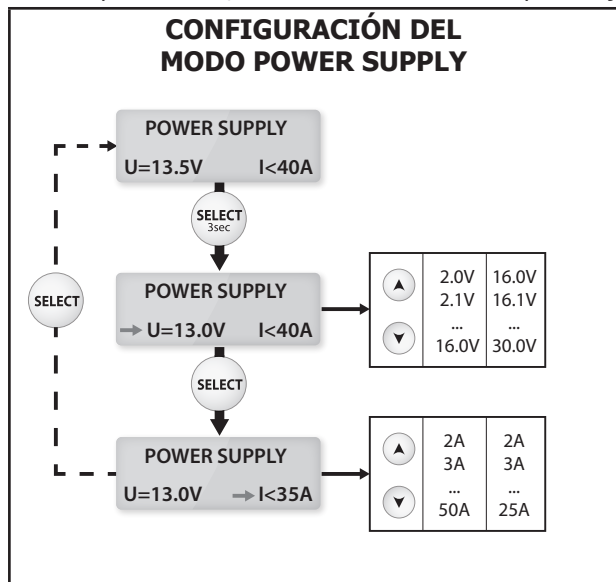 CONFIGURACIÓN DEL
MODO POWER SUPPLY
POWER SUPPLY
U=13.5V I<40A
SELECT
3sec
POWER SUPPLY
U=13.0V I<40A
2.0V 16.0V
2.1V 16.1V
... ...
16.0V 30.0V
SELECT
SELECT
POWER SUPPLY
U=13.0V I<35A
2A 2A
3A 3A
... ...
50A 25A